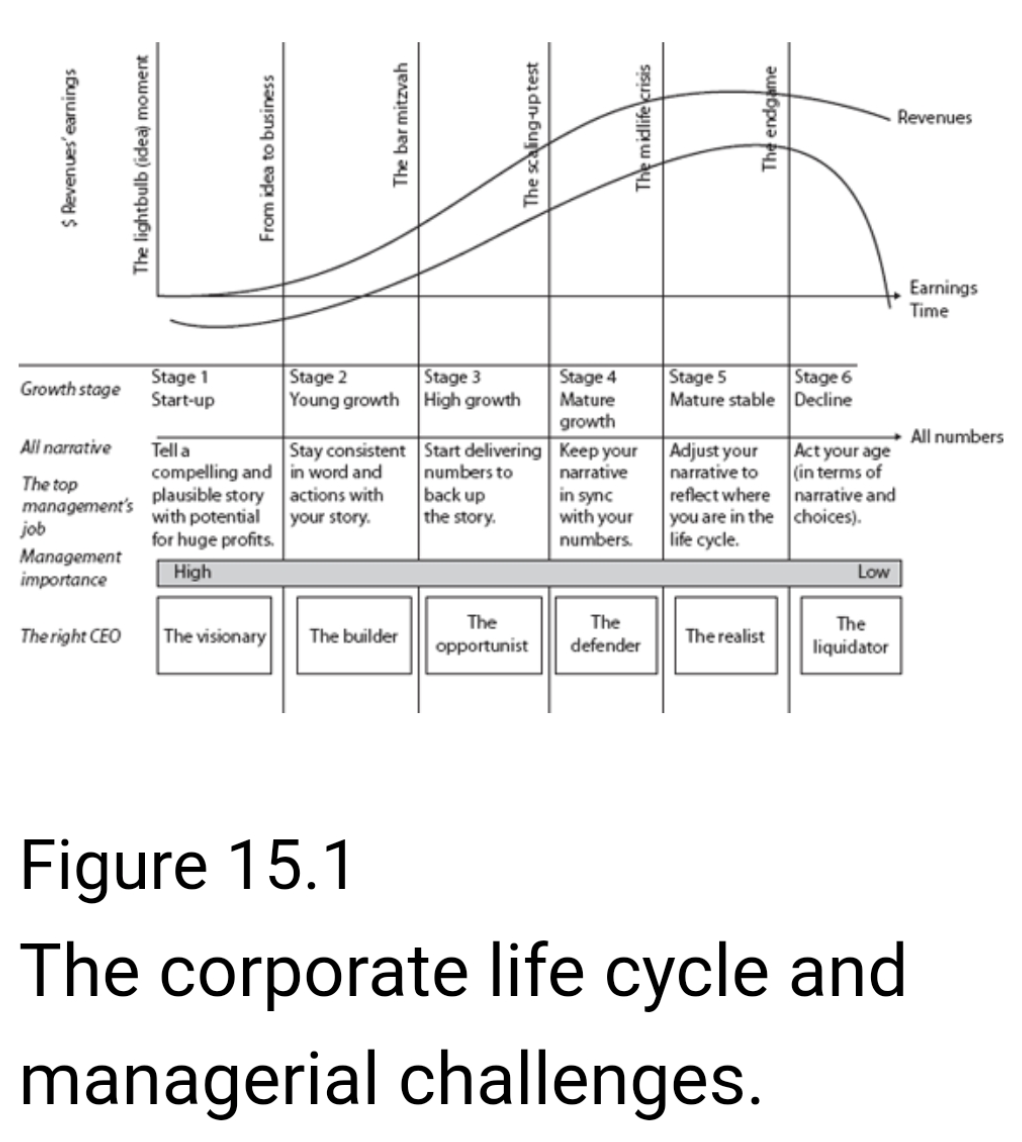 $ Revenues' earnings
The lightbulb (idea) moment
From idea to business
The bar mitzvah
The scaling-up test
The midlife crisis
The endgame
Revenues
Earnings
Time
Growth stage
Stage 1
Start-up
Stage 2
Young growth
Stage 3
High growth
Stage 4
Mature
growth
Stage 5
Mature stable
Stage 6
Decline
All narrative
All numbers
The top
management's
job
Tell a
compelling and
plausible story
with potential
for huge profits.
Stay consistent
in word and
actions with
your story.
Start delivering
numbers to
back up
the story.
Keep your
narrative
in sync
with your
numbers.
Adjust your
narrative to
reflect where
you are in the
life cycle.
Act your age
(in terms of
narrative and
choices).
Management
importance
High
Low
The right CEO
The visionary
The builder
The
opportunist
The
defender
The realist
The
liquidator
Figure 15.1
The corporate life cycle and
managerial challenges.